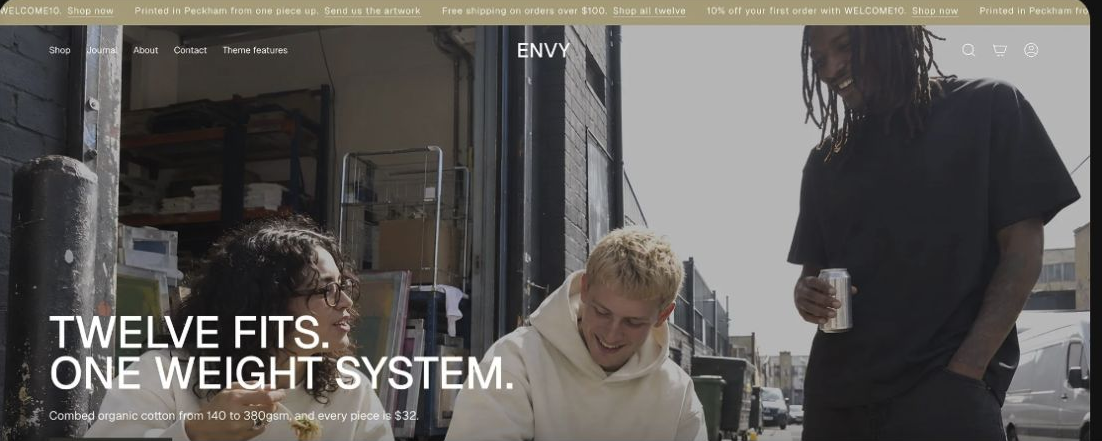 WELCOME10. Shop now Printed in Peckham from one piece up. Send us the artwork Free shipping on orders over $100. Shop all twelve 10% off your first order with WELCOME10. Shop now Printed in Peckham
Shop Journal About Contact Theme features ENVY
TWELVE FITS.
ONE WEIGHT SYSTEM.
Combed organic cotton from 140 to 380gsm, and every piece is $32.